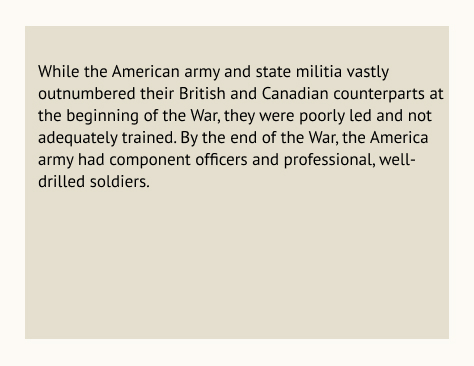 While the American army and state militia vastly
outnumbered their British and Canadian counterparts at
the beginning of the War, they were poorly led and not
adequately trained. By the end of the War, the America
army had component officers and professional, well-
drilled soldiers.